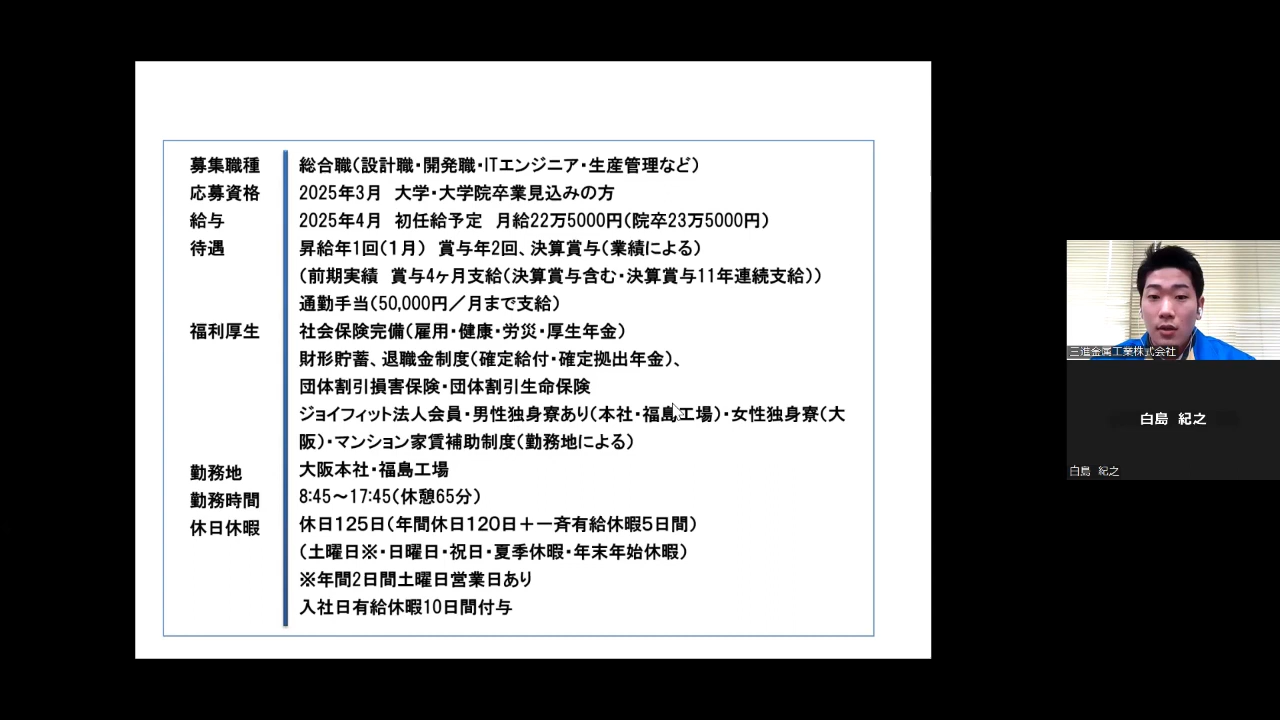 募集職種 総合職(設計職・開発職・ITエンジニア・生産管理など)
応募資格 2025年3月 大学・大学院卒業見込みの方
給与 2025年4月 初任給予定 月給22万5000円(院卒23万5000円)
待遇 昇給年1回(1月) 賞与年2回、決算賞与(業績による)
(前期実績 賞与4ヶ月支給(決算賞与含む・決算賞与11年連続支給))
通勤手当(50,000円/月まで支給)
福利厚生 社会保険完備(雇用・健康・労災・厚生年金)
財形貯蓄、退職金制度(確定給付・確定拠出年金)、
団体割引損害保険・団体割引生命保険
ジョイフィット法人会員・男性独身寮あり(本社・福島工場)・女性独身寮(大
阪)・マンション家賃補助制度(勤務地による)
勤務地 大阪本社・福島工場
勤務時間 8:45~17:45(休憩65分)
休日休暇 休日125日(年間休日120日+一斉有給休暇5日間)
(土曜日※・日曜日・祝日・夏季休暇・年末年始休暇)
※年間2日間土曜日営業日あり
入社日有給休暇10日間付与
三進金属工業株式会社
白島 紀之
白島 紀之